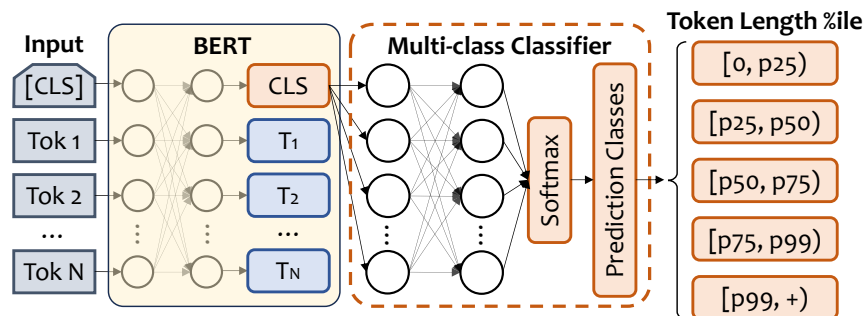 Input
BERT
Multi-class Classifier
Token Length %ile
[CLS]
Tok 1
Tok 2
...
Tok N
CLS
T1
T2
...
TN
Softmax
Prediction Classes
[0, p25)
[p25, p50)
[p50, p75)
[p75, p99)
[p99, +)